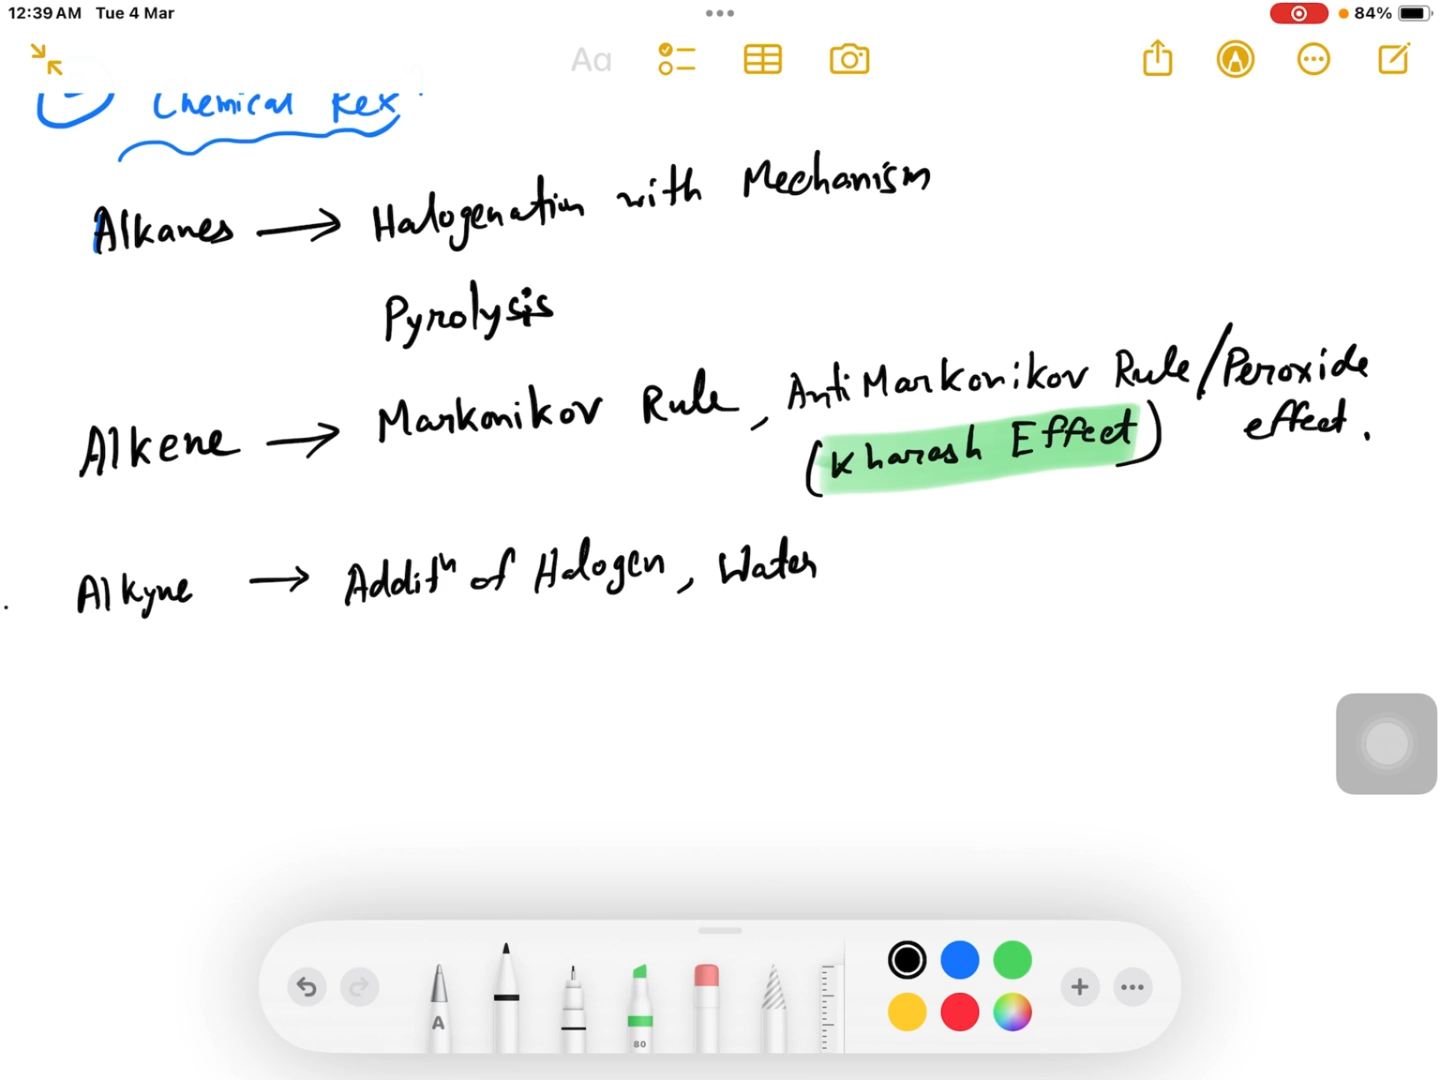 12:39 AM Tue 4 Mar
84%
Aa
Chemical Rex
Alkanes → Halogenation with Mechanism
Pyrolysis
Alkene → Markonikov Rule, Anti Markonikov Rule/Peroxide
(Kharash Effect) effect.
Alkyne → Additⁿ of Halogen, Water
A
80